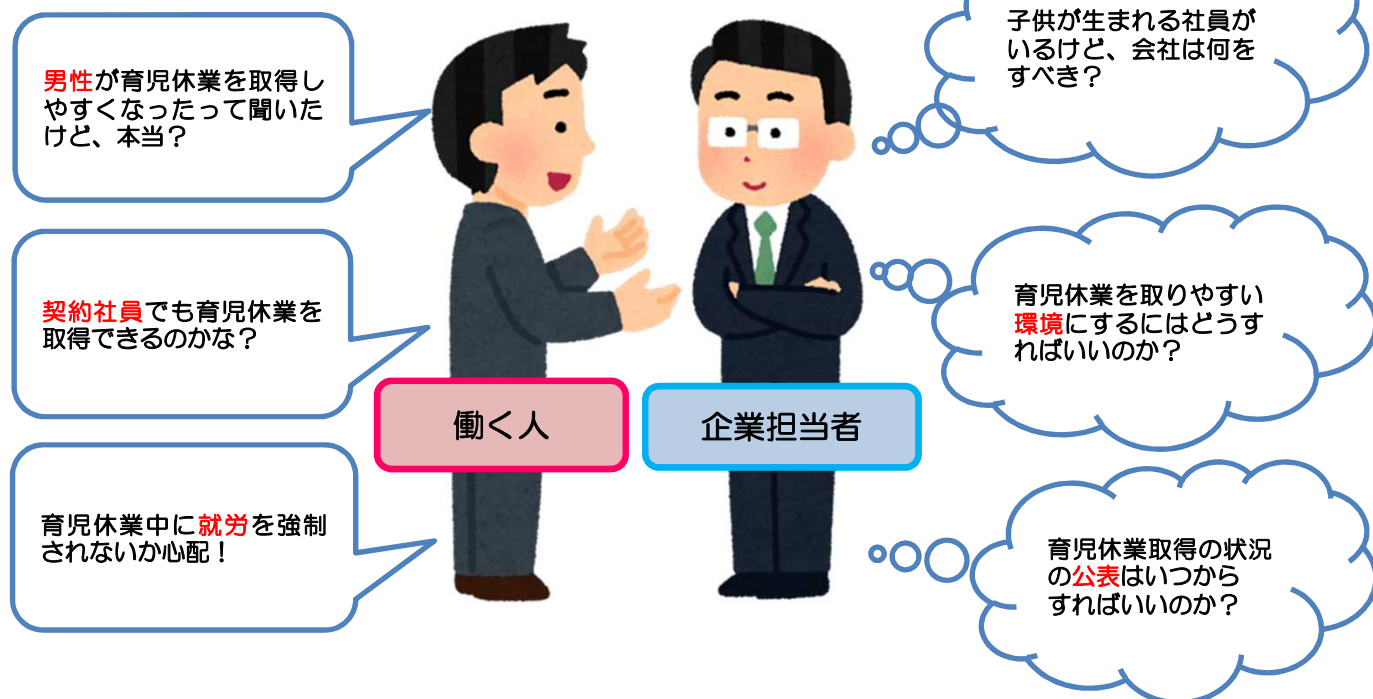 男性が育児休業を取得し
やすくなったって聞いた
けど、本当？
契約社員でも育児休業を
取得できるのかな？
育児休業中に就労を強制
されないか心配！
働く人
企業担当者
子供が生まれる社員が
いるけど、会社は何を
すべき？
育児休業を取りやすい
環境にするにはどうす
ればいいのか？
育児休業取得の状況
の公表はいつから
すればいいのか？